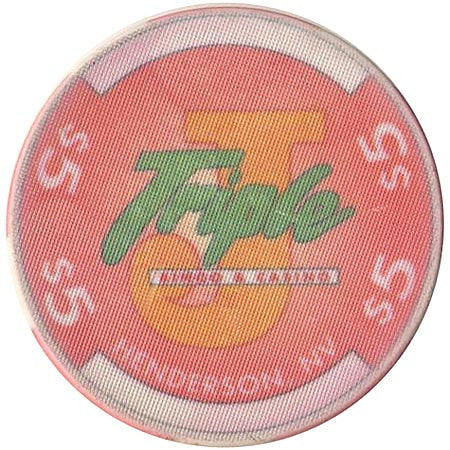 $5 $5
J
Triple
BINGO & CASINO
HENDERSON, NV
$5 $5